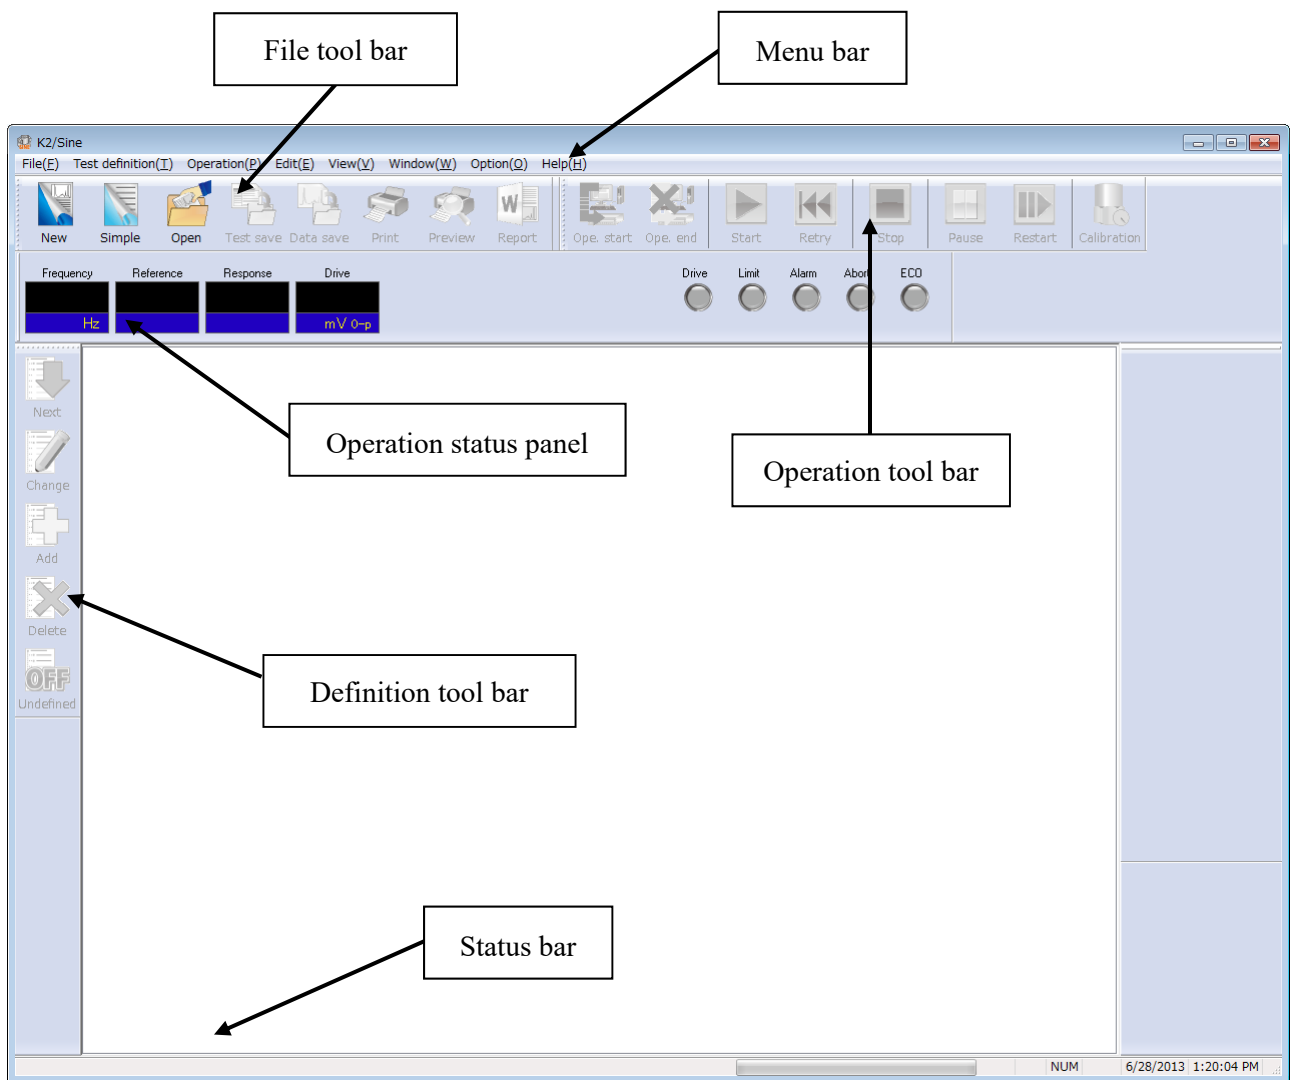 File tool bar
Menu bar
K2/Sine
File(F) Test definition(T) Operation(P) Edit(E) View(V) Window(W) Option(O) Help(H)
New Simple Open Test save Data save Print Preview Report Ope. start Ope. end Start Retry Stop Pause Restart Calibration
Frequency Reference Response Drive Drive Limit Alarm Abort ECO
Hz mV 0-p
Next
Change
Operation status panel
Operation tool bar
Add
Delete
OFF
Undefined
Definition tool bar
Status bar
NUM 6/28/2013 1:20:04 PM